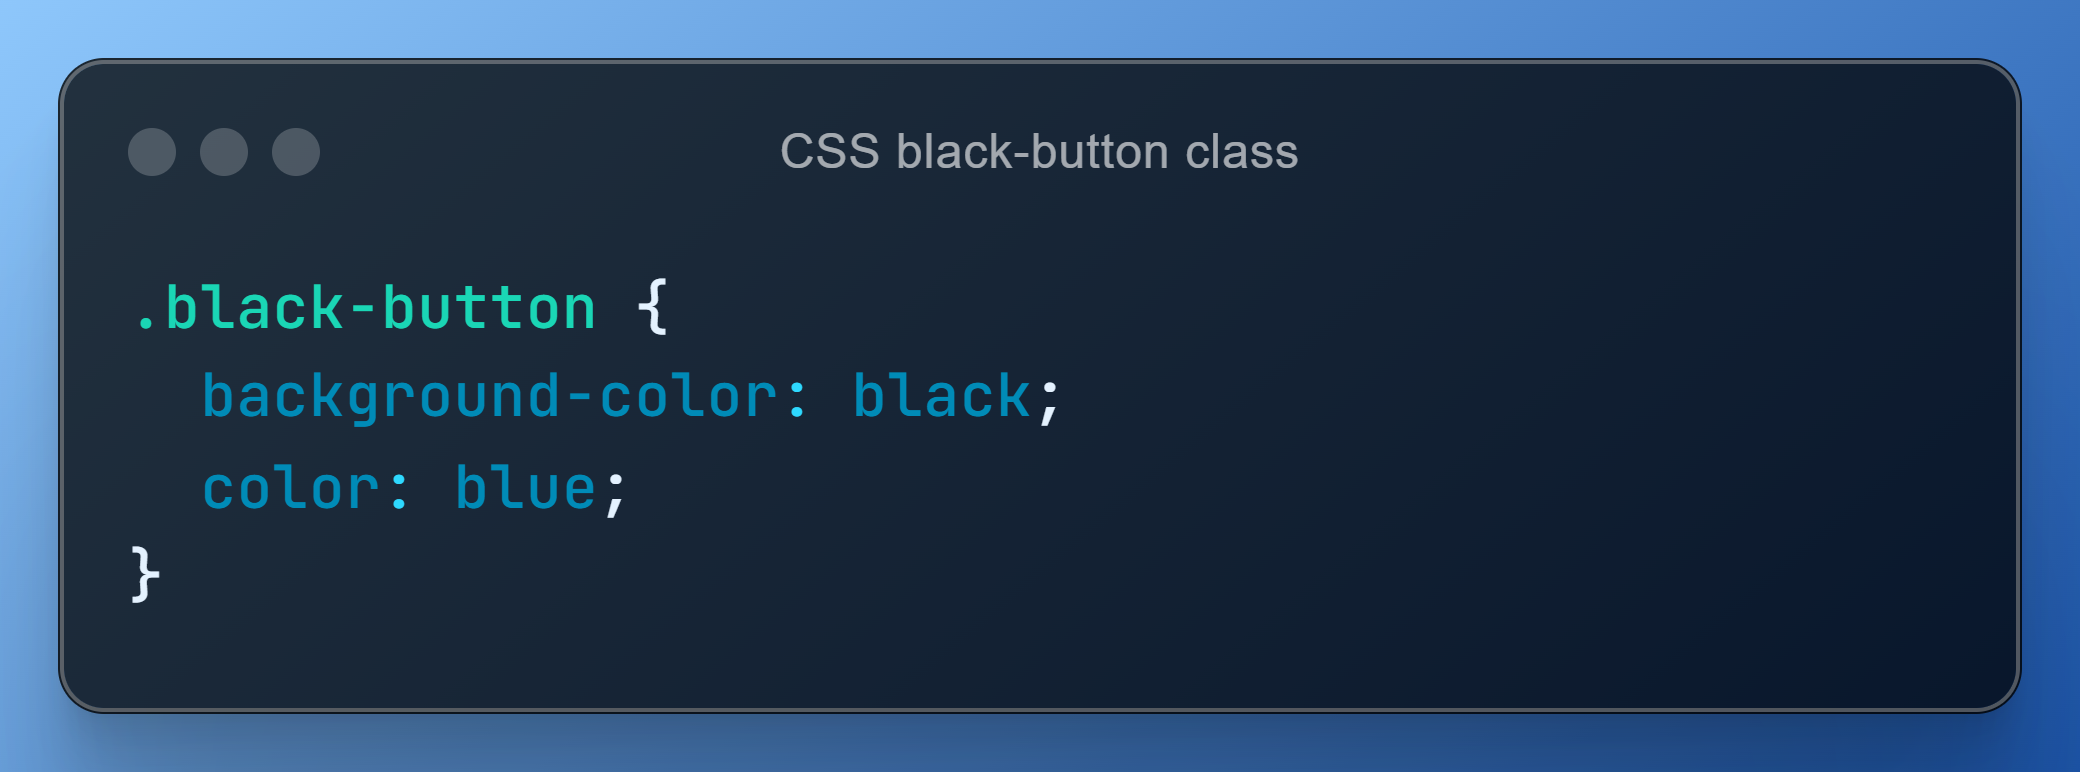 CSS black-button class
.black-button {
  background-color: black;
  color: blue;
}